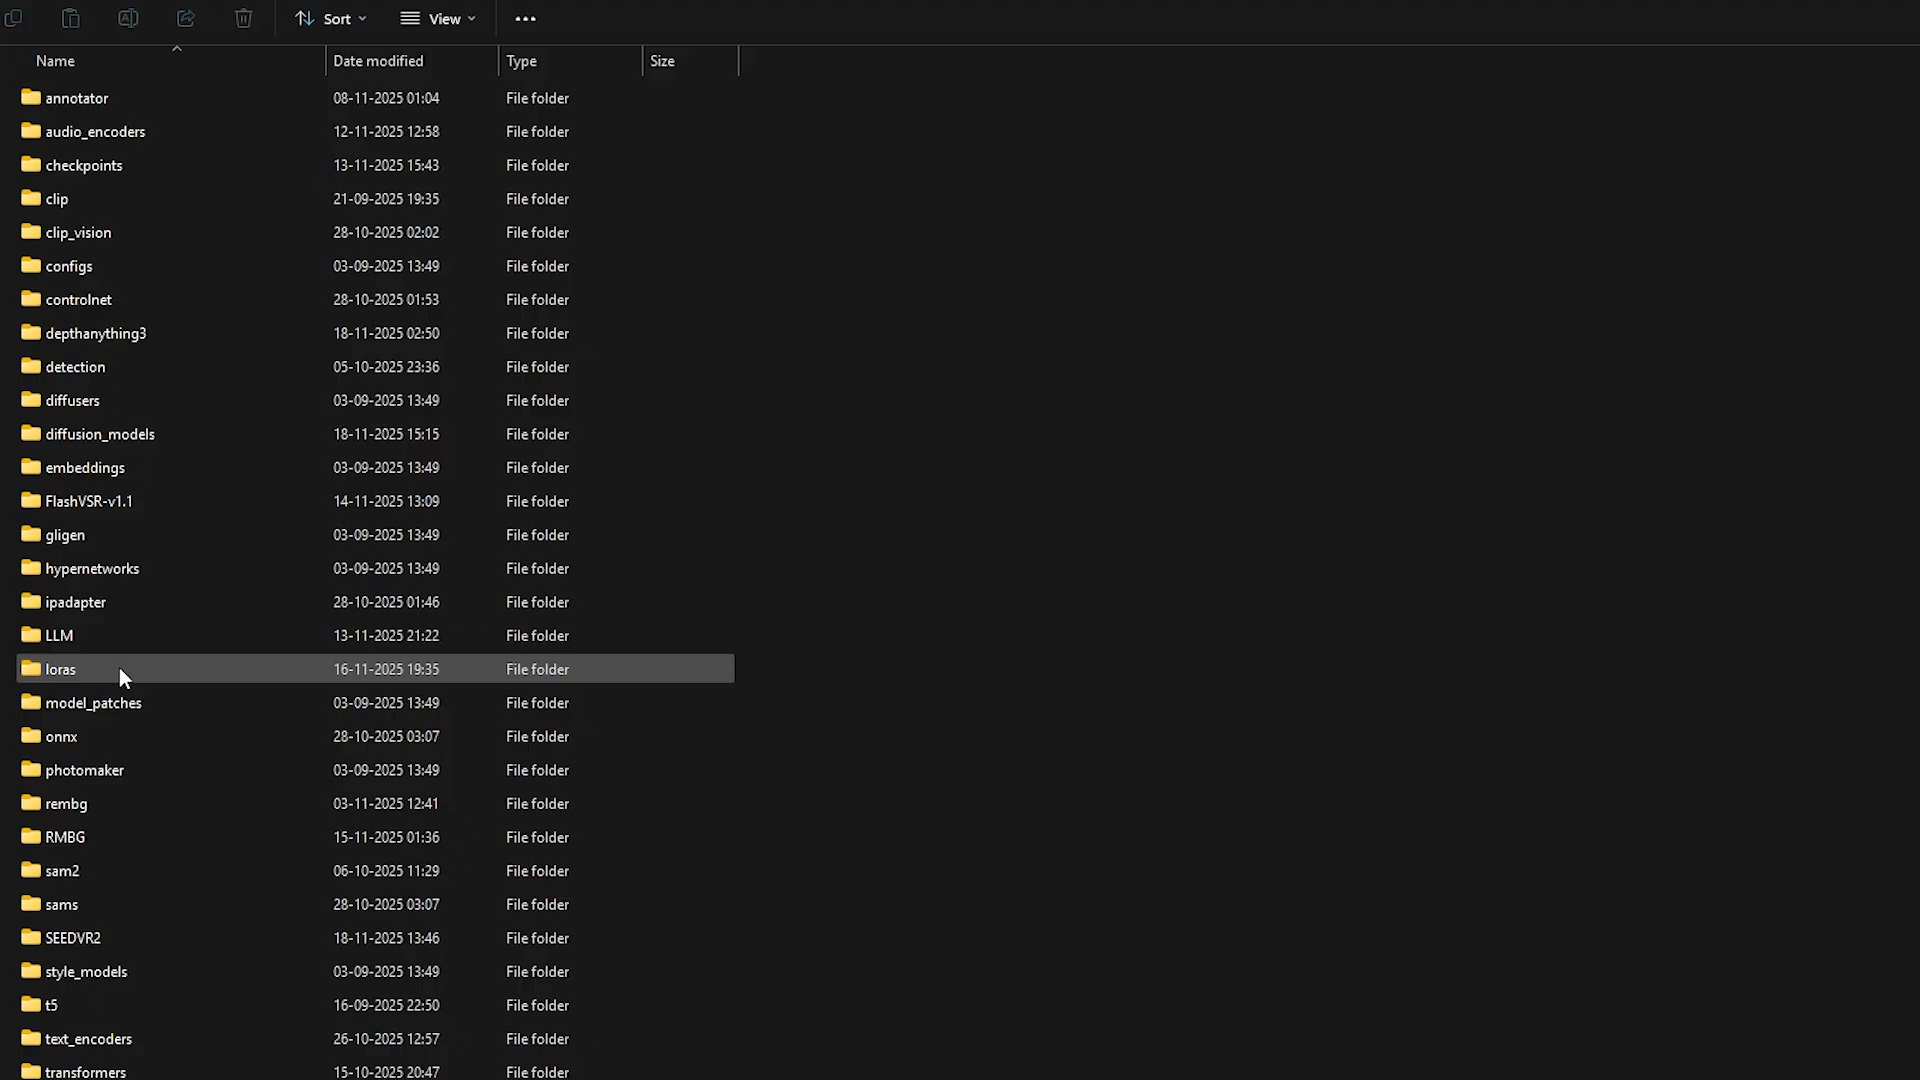 Sort View
Name Date modified Type Size
annotator 08-11-2025 01:04 File folder
audio_encoders 12-11-2025 12:58 File folder
checkpoints 13-11-2025 15:43 File folder
clip 21-09-2025 19:35 File folder
clip_vision 28-10-2025 02:02 File folder
configs 03-09-2025 13:49 File folder
controlnet 28-10-2025 01:53 File folder
depthanything3 18-11-2025 02:50 File folder
detection 05-10-2025 23:36 File folder
diffusers 03-09-2025 13:49 File folder
diffusion_models 18-11-2025 15:15 File folder
embeddings 03-09-2025 13:49 File folder
FlashVSR-v1.1 14-11-2025 13:09 File folder
gligen 03-09-2025 13:49 File folder
hypernetworks 03-09-2025 13:49 File folder
ipadapter 28-10-2025 01:46 File folder
LLM 13-11-2025 21:22 File folder
loras 16-11-2025 19:35 File folder
model_patches 03-09-2025 13:49 File folder
onnx 28-10-2025 03:07 File folder
photomaker 03-09-2025 13:49 File folder
rembg 03-11-2025 12:41 File folder
RMBG 15-11-2025 01:36 File folder
sam2 06-10-2025 11:29 File folder
sams 28-10-2025 03:07 File folder
SEEDVR2 18-11-2025 13:46 File folder
style_models 03-09-2025 13:49 File folder
t5 16-09-2025 22:50 File folder
text_encoders 26-10-2025 12:57 File folder
transformers 15-10-2025 20:47 File folder